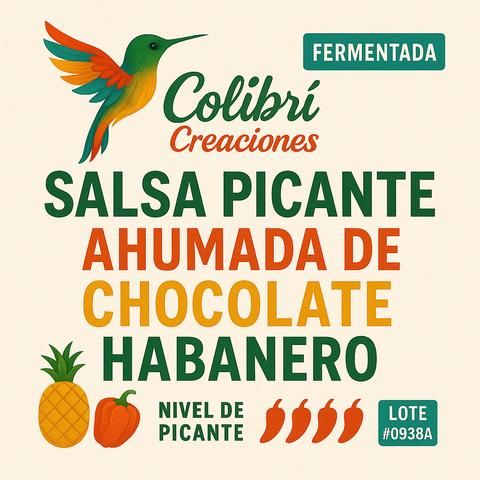 FERMENTADA
Colibrí
Creaciones
SALSA PICANTE
AHUMADA DE
CHOCOLATE
HABANERO
NIVEL DE
PICANTE
LOTE
#0938A